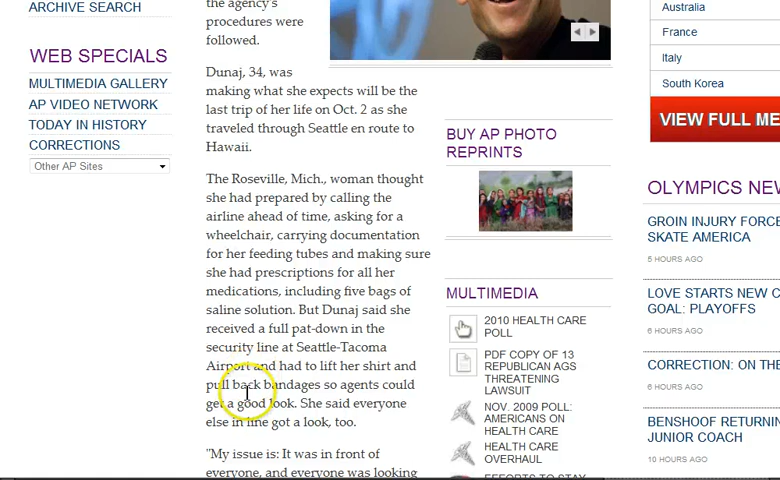 ARCHIVE SEARCH
WEB SPECIALS
MULTIMEDIA GALLERY
AP VIDEO NETWORK
TODAY IN HISTORY
CORRECTIONS
Other AP Sites
the agency's
procedures were
followed.
Dunaj, 34, was
making what she expects will be the
last trip of her life on Oct. 2 as she
traveled through Seattle en route to
Hawaii.
The Roseville, Mich., woman thought
she had prepared by calling the
airline ahead of time, asking for a
wheelchair, carrying documentation
for her feeding tubes and making sure
she had prescriptions for all her
medications, including five bags of
saline solution. But Dunaj said she
received a full pat-down in the
security line at Seattle-Tacoma
Airport and had to lift her shirt and
pull back bandages so agents could
get a good look. She said everyone
else in line got a look, too.
"My issue is: It was in front of
everyone, and everyone was looking
BUY AP PHOTO
REPRINTS
MULTIMEDIA
2010 HEALTH CARE
POLL
PDF COPY OF 13
REPUBLICAN AGS
THREATENING
LAWSUIT
NOV. 2009 POLL:
AMERICANS ON
HEALTH CARE
HEALTH CARE
OVERHAUL
EFFORTS TO STAY
Australia
France
Italy
South Korea
VIEW FULL ME
OLYMPICS NEW
GROIN INJURY FORCE
SKATE AMERICA
5 HOURS AGO
LOVE STARTS NEW C
GOAL: PLAYOFFS
6 HOURS AGO
CORRECTION: ON THE
6 HOURS AGO
BENSHOOF RETURNIN
JUNIOR COACH
10 HOURS AGO